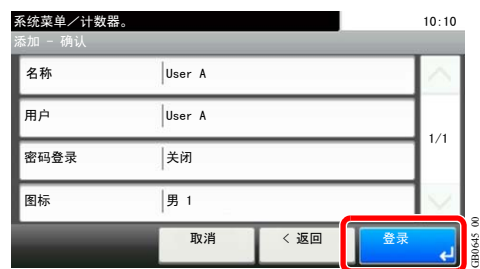 系统菜单／计数器。 10:10
添加 - 确认
名称 User A
用户 User A
1/1
密码登录 关闭
图标 男 1
取消 < 返回 登录
GB0645_00